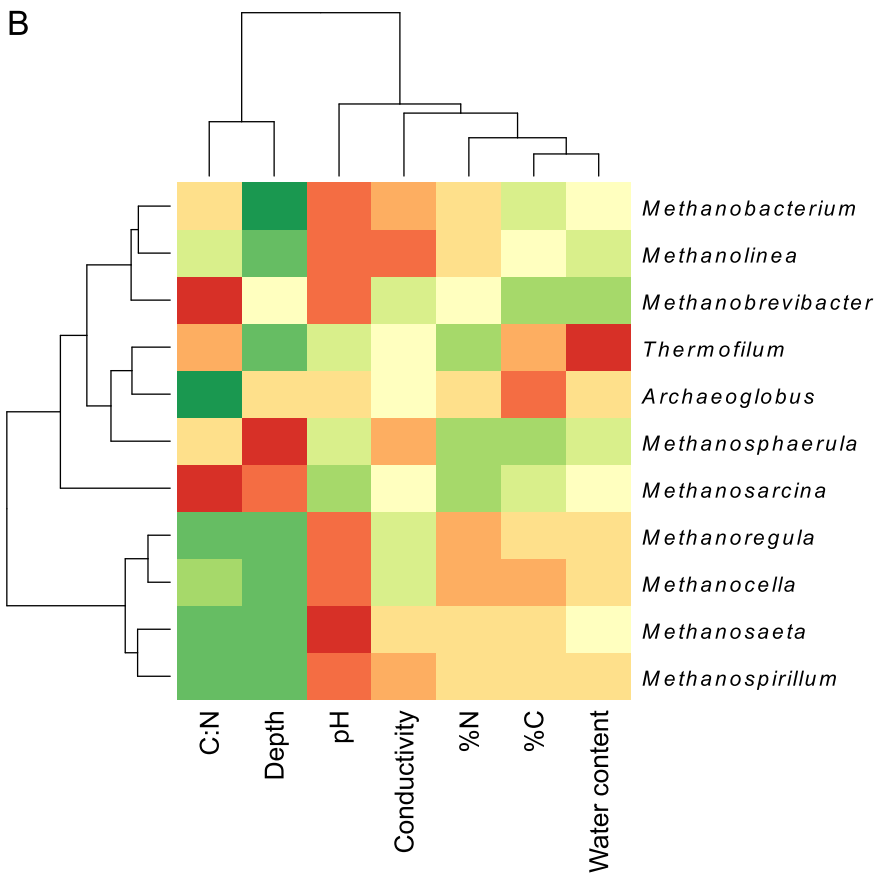 B
Methanobacterium
Methanolinea
Methanobrevibacter
Thermofilum
Archaeoglobus
Methanosphaerula
Methanosarcina
Methanoregula
Methanocella
Methanosaeta
Methanospirillum
C:N
Depth
pH
Conductivity
%N
%C
Water content